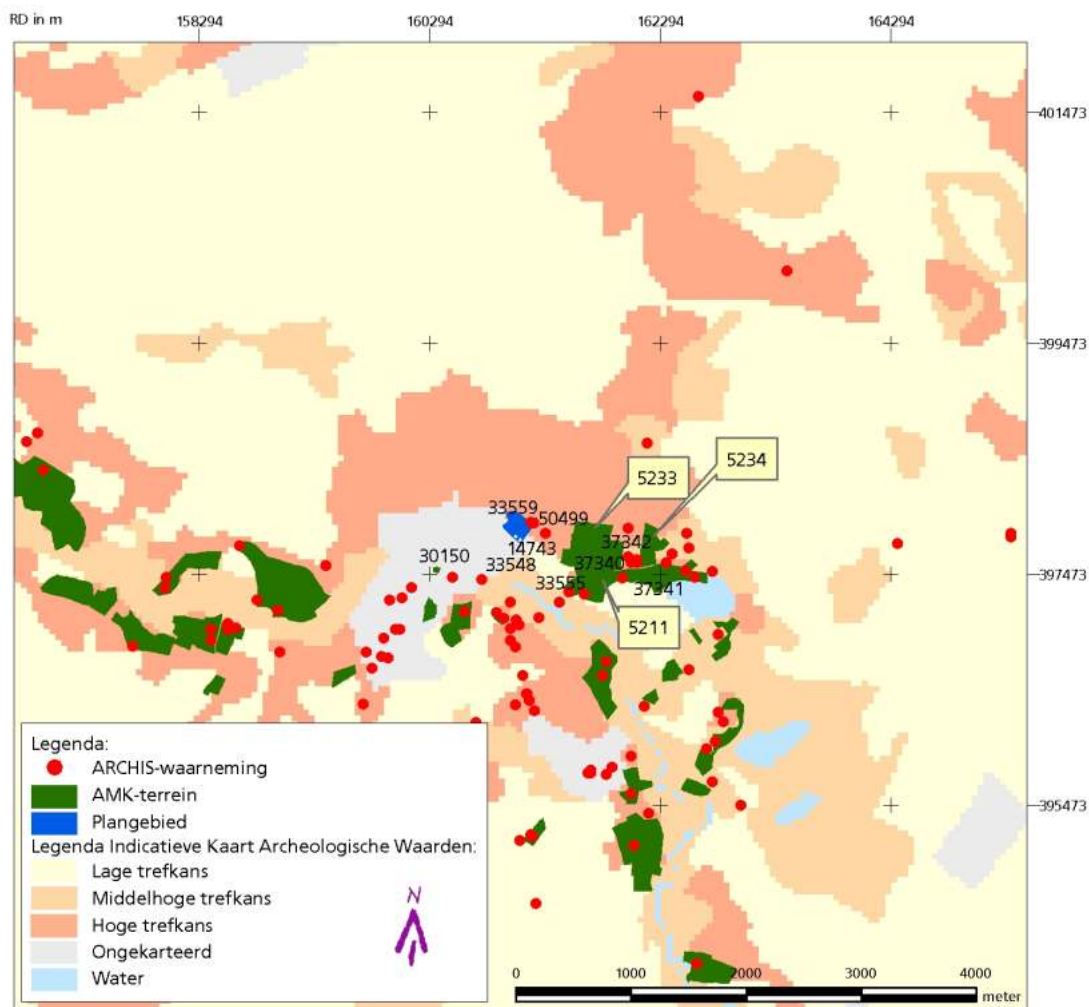 RD in m
158294 160294 162294 164294
401473
399473
5234
5233
33559
50499
14743
37342
30150
33548
37340
397473
33555
37341
5211
Legenda:
ARCHIS-waarneming
AMK-terrein
Plangebied
395473
Legenda Indicatieve Kaart Archeologische Waarden:
Lage trefkans
Middelhoge trefkans
Hoge trefkans
Ongekarteerd
Water
N
0 1000 2000 3000 4000
meter